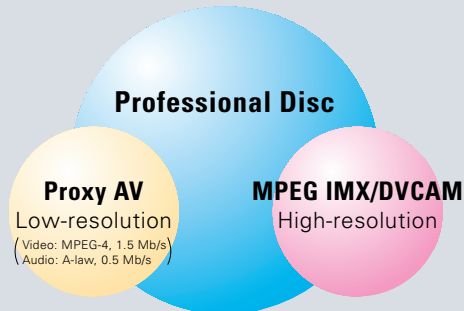 Professional Disc
Proxy AV
Low-resolution
(Video: MPEG-4, 1.5 Mb/s
Audio: A-law, 0.5 Mb/s)
MPEG IMX/DVCAM
High-resolution